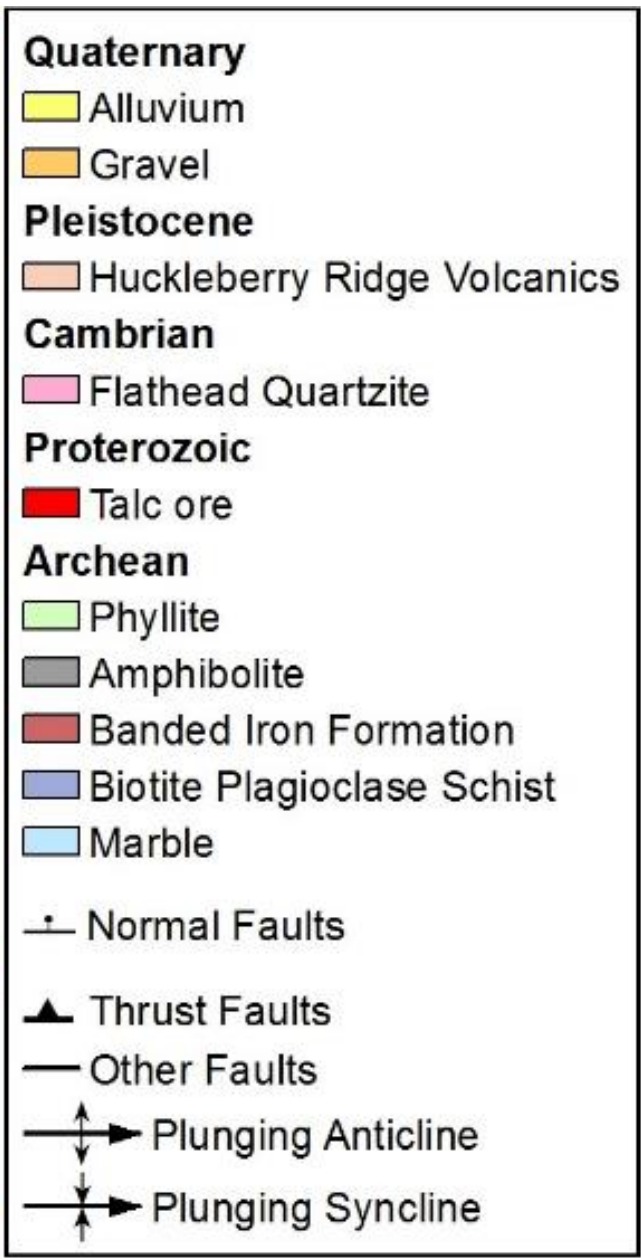 Quaternary
Alluvium
Gravel
Pleistocene
Huckleberry Ridge Volcanics
Cambrian
Flathead Quartzite
Proterozoic
Talc ore
Archean
Phyllite
Amphibolite
Banded Iron Formation
Biotite Plagioclase Schist
Marble
Normal Faults
Thrust Faults
Other Faults
Plunging Anticline
Plunging Syncline